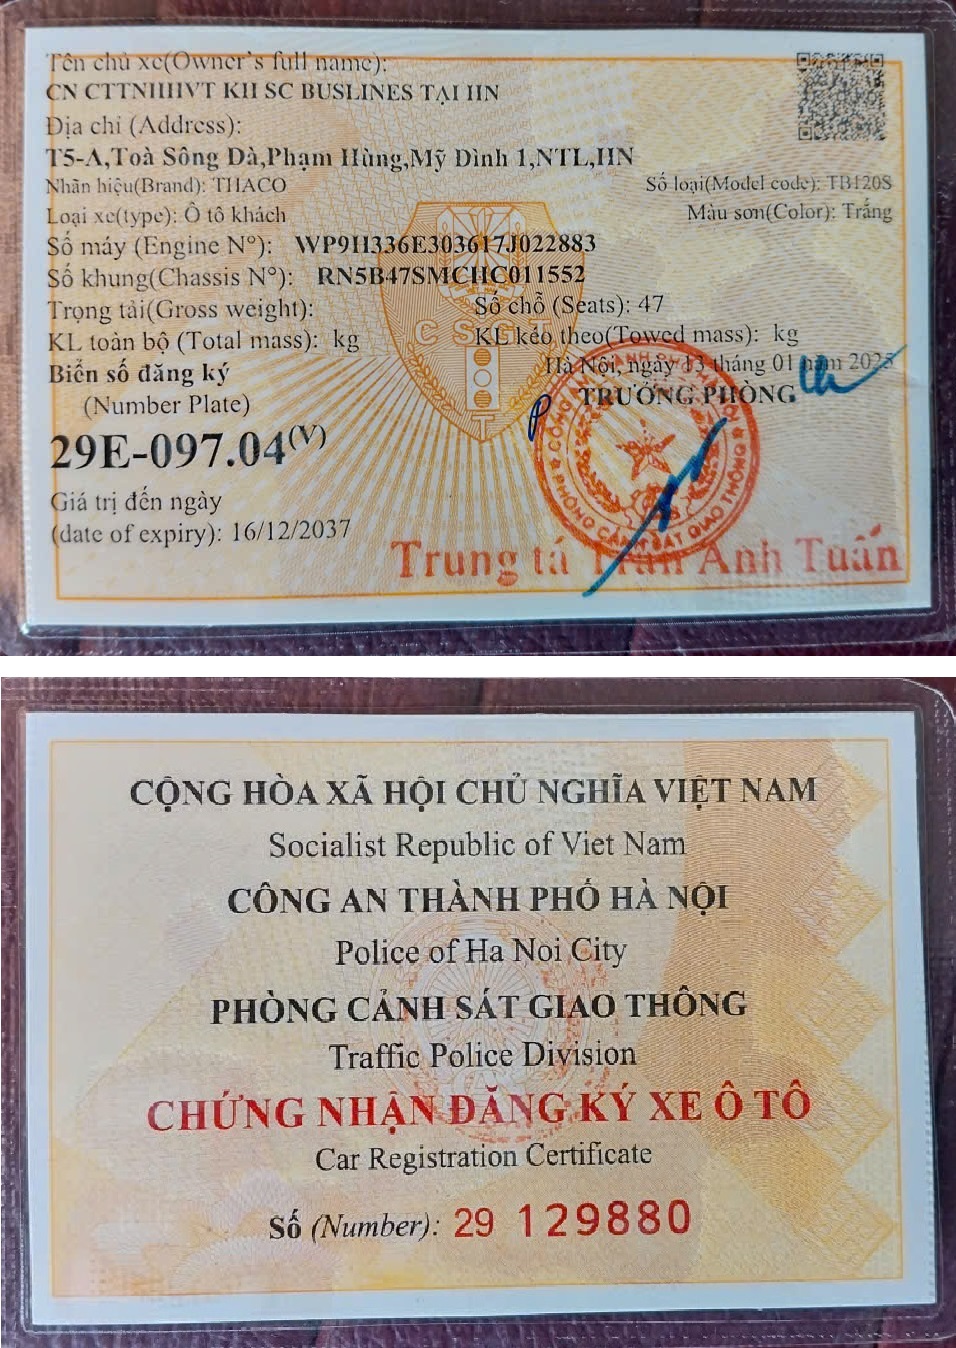 Tên chủ xe(Owner's full name):
CN CTTNHHVT KH SC BUSLINES TẠI HN
Địa chỉ (Address):
T5-A,Toà Sông Đà,Phạm Hùng,Mỹ Đình 1,NTL,HN
Nhãn hiệu(Brand): THACO
Số loại(Model code): TB120S
Loại xe(type): Ô tô khách
Màu sơn(Color): Trắng
Số máy (Engine N°): WP9H336E303617J022883
Số khung(Chassis N°): RN5B47SMCHC011552
Trọng tải(Gross weight):
Số chỗ (Seats): 47
KL toàn bộ (Total mass): kg
KL kéo theo(Towed mass): kg
Hà Nội, ngày 13 tháng 01 năm 2025
Biển số đăng ký
TRƯỞNG PHÒNG
(Number Plate)
29E-097.04(V)
CSGT
Giá trị đến ngày
(date of expiry): 16/12/2037
PHÒNG CẢNH SÁT GIAO THÔNG
Trung tá Trần Anh Tuấn
CỘNG HÒA XÃ HỘI CHỦ NGHĨA VIỆT NAM
Socialist Republic of Viet Nam
CÔNG AN THÀNH PHỐ HÀ NỘI
Police of Ha Noi City
PHÒNG CẢNH SÁT GIAO THÔNG
Traffic Police Division
CHỨNG NHẬN ĐĂNG KÝ XE Ô TÔ
Car Registration Certificate
Số (Number): 29 129880